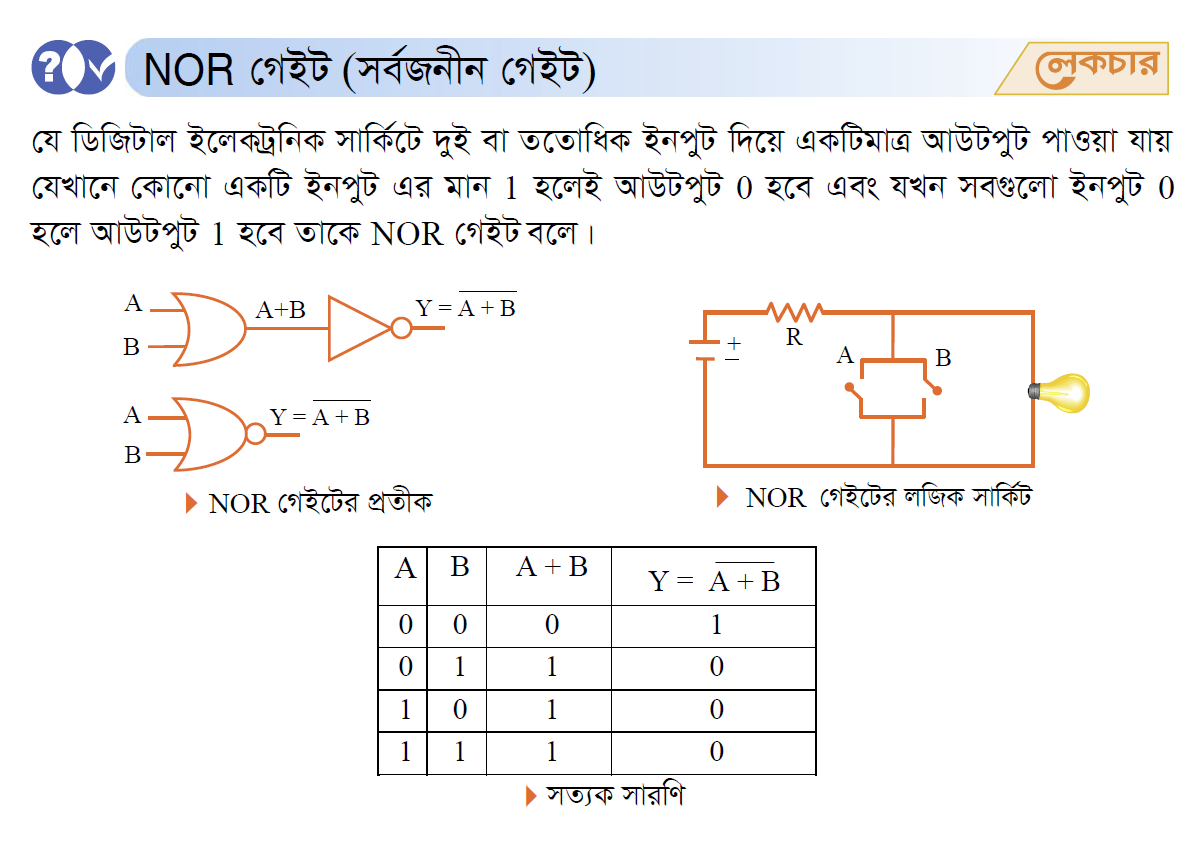 ?
NOR গেইট (সর্বজনীন গেইট)
লেকচার
যে ডিজিটাল ইলেকট্রনিক সার্কিটে দুই বা ততোধিক ইনপুট দিয়ে একটিমাত্র আউটপুট পাওয়া যায়
যেখানে কোনো একটি ইনপুট এর মান 1 হলেই আউটপুট 0 হবে এবং যখন সবগুলো ইনপুট 0
হলে আউটপুট 1 হবে তাকে NOR গেইট বলে।
A
B
A+B
Y = \overline{A + B}
A
B
Y = \overline{A + B}
NOR গেইটের প্রতীক
+
−
R
A
B
NOR গেইটের লজিক সার্কিট
A B A + B Y = \overline{A + B}
0 0 0 1
0 1 1 0
1 0 1 0
1 1 1 0
সত্যক সারণি